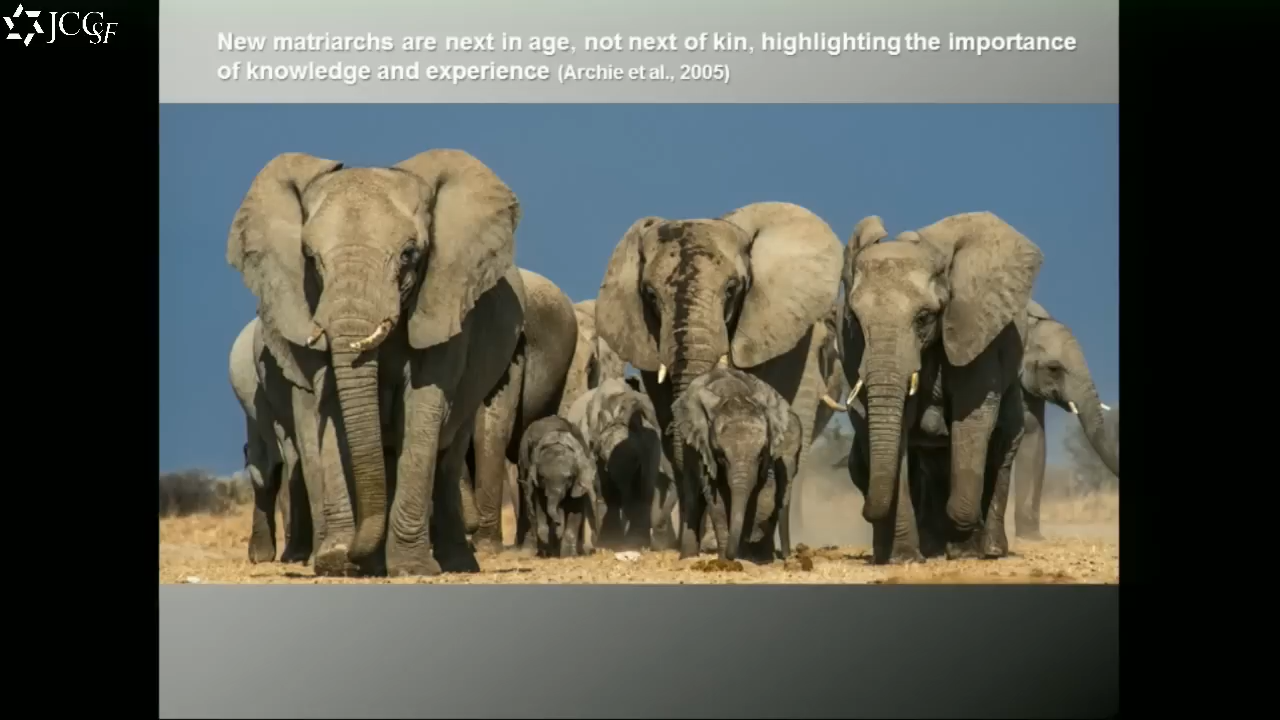 JCCSF
New matriarchs are next in age, not next of kin, highlighting the importance
of knowledge and experience (Archie et al., 2005)